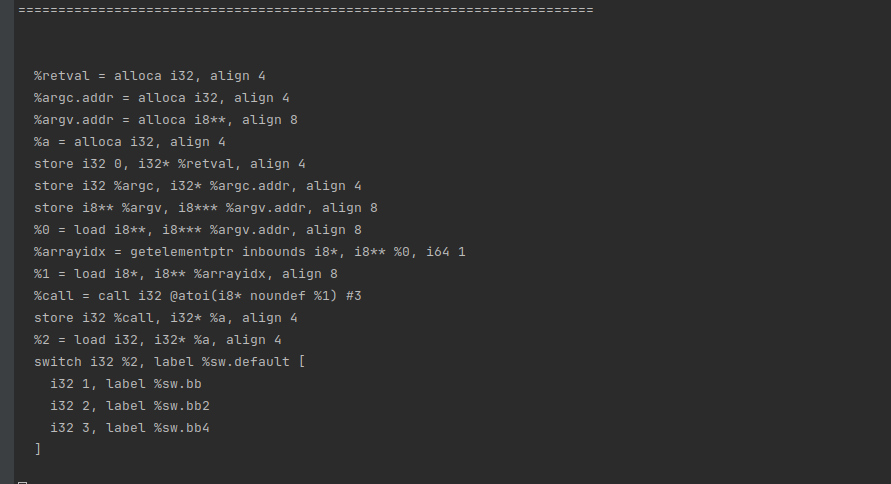 ========================================================================
%retval = alloca i32, align 4
%argc.addr = alloca i32, align 4
%argv.addr = alloca i8**, align 8
%a = alloca i32, align 4
store i32 0, i32* %retval, align 4
store i32 %argc, i32* %argc.addr, align 4
store i8** %argv, i8*** %argv.addr, align 8
%0 = load i8**, i8*** %argv.addr, align 8
%arrayidx = getelementptr inbounds i8*, i8** %0, i64 1
%1 = load i8*, i8** %arrayidx, align 8
%call = call i32 @atoi(i8* noundef %1) #3
store i32 %call, i32* %a, align 4
%2 = load i32, i32* %a, align 4
switch i32 %2, label %sw.default [
  i32 1, label %sw.bb
  i32 2, label %sw.bb2
  i32 3, label %sw.bb4
]